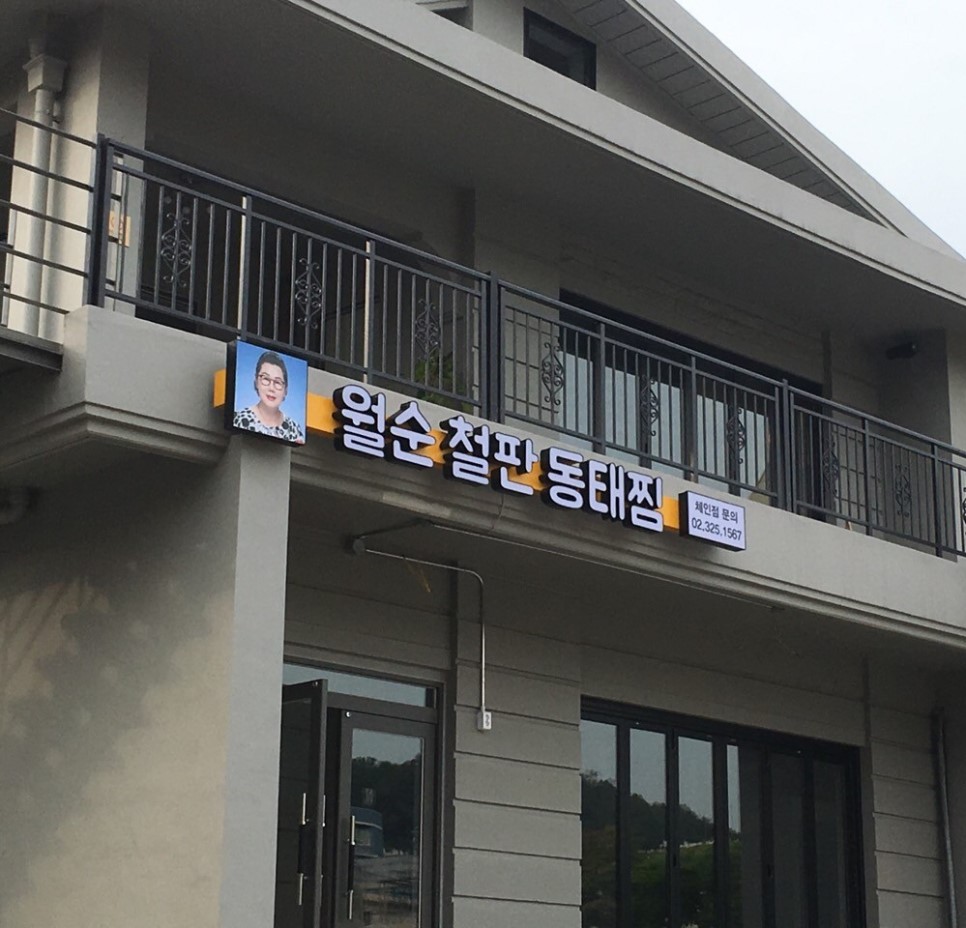 월순 철판 동태찜
체인점 문의
02.325.1567